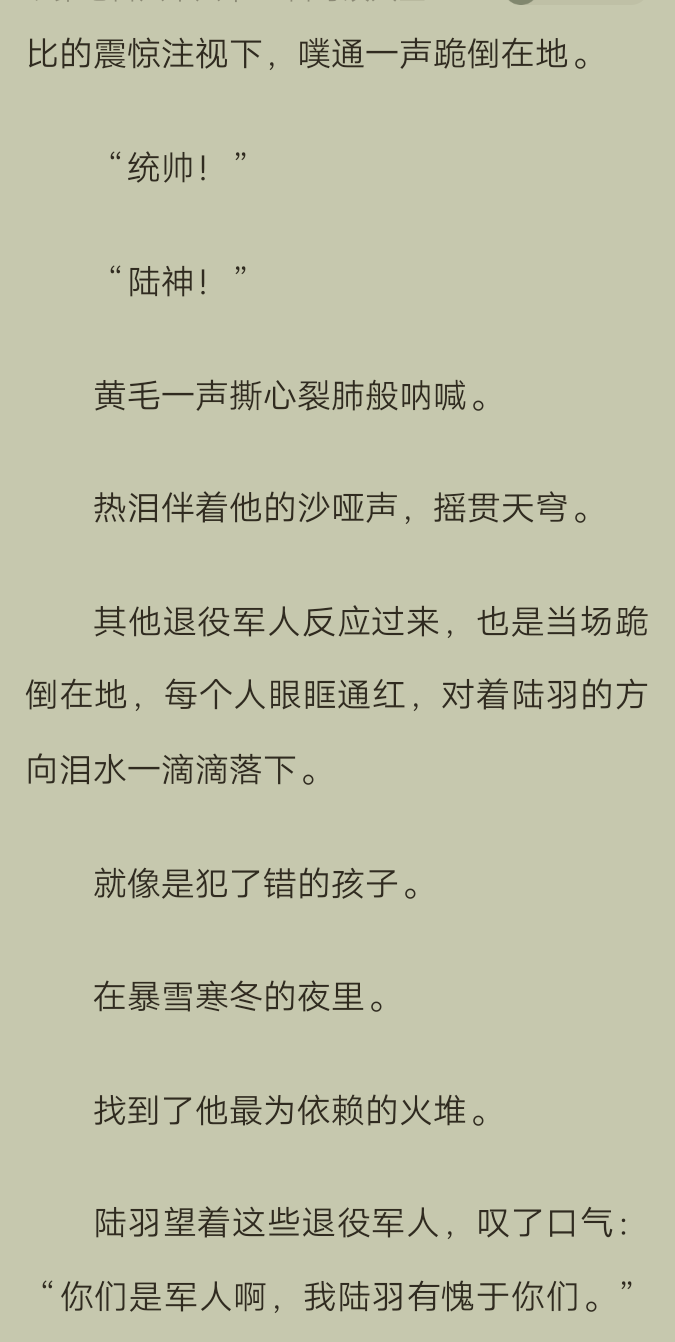 比的震惊注视下，噗通一声跪倒在地。
“统帅！”
“陆神！”
黄毛一声撕心裂肺般呐喊。
热泪伴着他的沙哑声，摇贯天穹。
其他退役军人反应过来，也是当场跪
倒在地，每个人眼眶通红，对着陆羽的方
向泪水一滴滴落下。
就像是犯了错的孩子。
在暴雪寒冬的夜里。
找到了他最为依赖的火堆。
陆羽望着这些退役军人，叹了口气：
“你们是军人啊，我陆羽有愧于你们。”